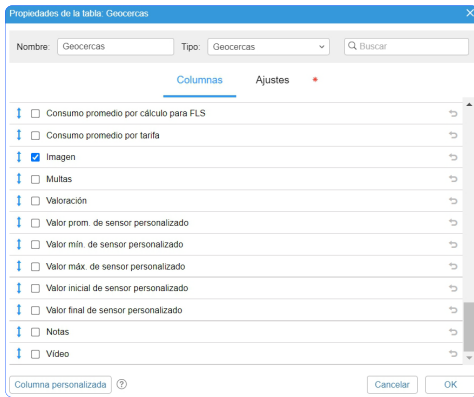 Propiedades de la tabla: Geocercas
Nombre: Geocercas Tipo: Geocercas Buscar
Columnas Ajustes *
Consumo promedio por cálculo para FLS
Consumo promedio por tarifa
Imagen
Multas
Valoración
Valor prom. de sensor personalizado
Valor mín. de sensor personalizado
Valor máx. de sensor personalizado
Valor inicial de sensor personalizado
Valor final de sensor personalizado
Notas
Vídeo
Columna personalizada ? Cancelar OK